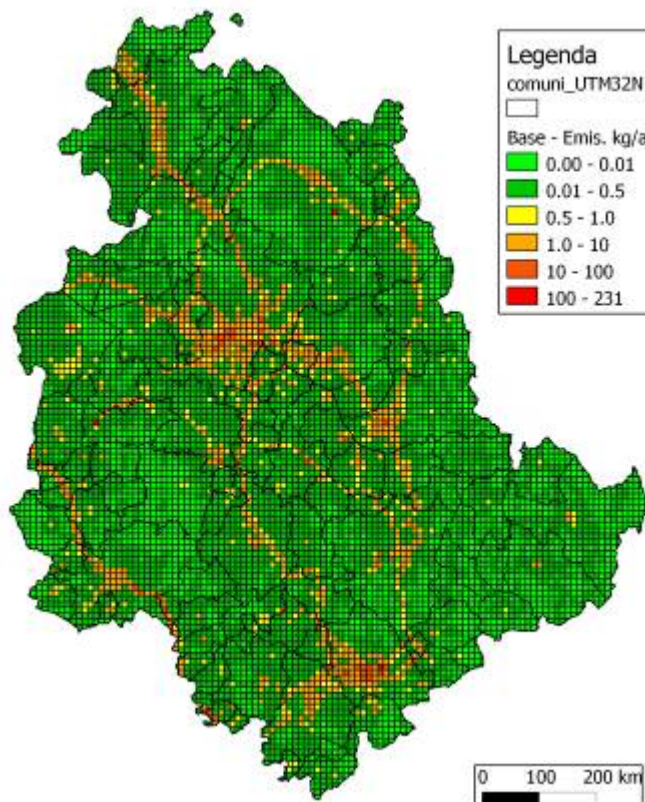 Legenda
comuni_UTM32N
Base - Emis. kg/a
0.00 - 0.01
0.01 - 0.5
0.5 - 1.0
1.0 - 10
10 - 100
100 - 231
0 100 200 km